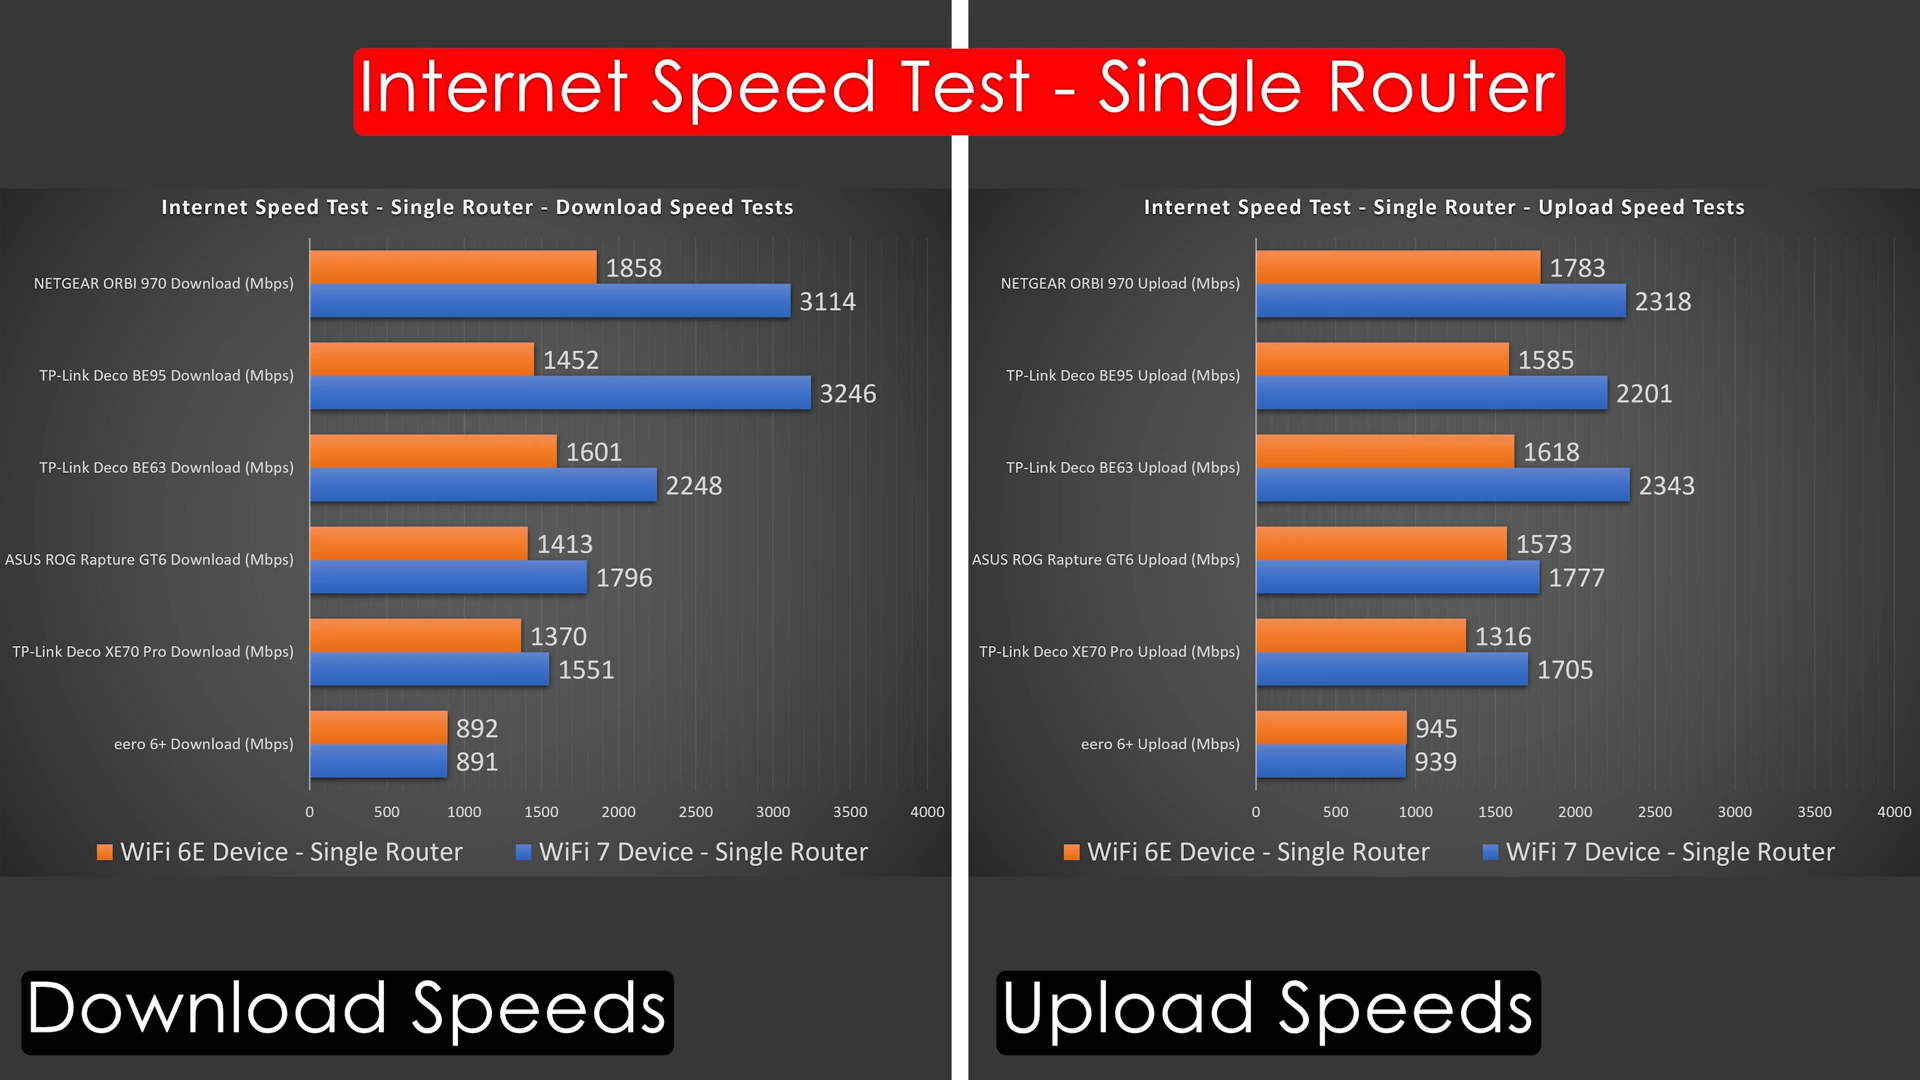 Internet Speed Test - Single Router
Internet Speed Test - Single Router - Download Speed Tests
NETGEAR ORBI 970 Download (Mbps)
1858
3114
TP-Link Deco BE95 Download (Mbps)
1452
3246
TP-Link Deco BE63 Download (Mbps)
1601
2248
ASUS ROG Rapture GT6 Download (Mbps)
1413
1796
TP-Link Deco XE70 Pro Download (Mbps)
1370
1551
eero 6+ Download (Mbps)
892
891
0 500 1000 1500 2000 2500 3000 3500 4000
WiFi 6E Device - Single Router WiFi 7 Device - Single Router
Download Speeds
Internet Speed Test - Single Router - Upload Speed Tests
NETGEAR ORBI 970 Upload (Mbps)
1783
2318
TP-Link Deco BE95 Upload (Mbps)
1585
2201
TP-Link Deco BE63 Upload (Mbps)
1618
2343
ASUS ROG Rapture GT6 Upload (Mbps)
1573
1777
TP-Link Deco XE70 Pro Upload (Mbps)
1316
1705
eero 6+ Upload (Mbps)
945
939
0 500 1000 1500 2000 2500 3000 3500 4000
WiFi 6E Device - Single Router WiFi 7 Device - Single Router
Upload Speeds